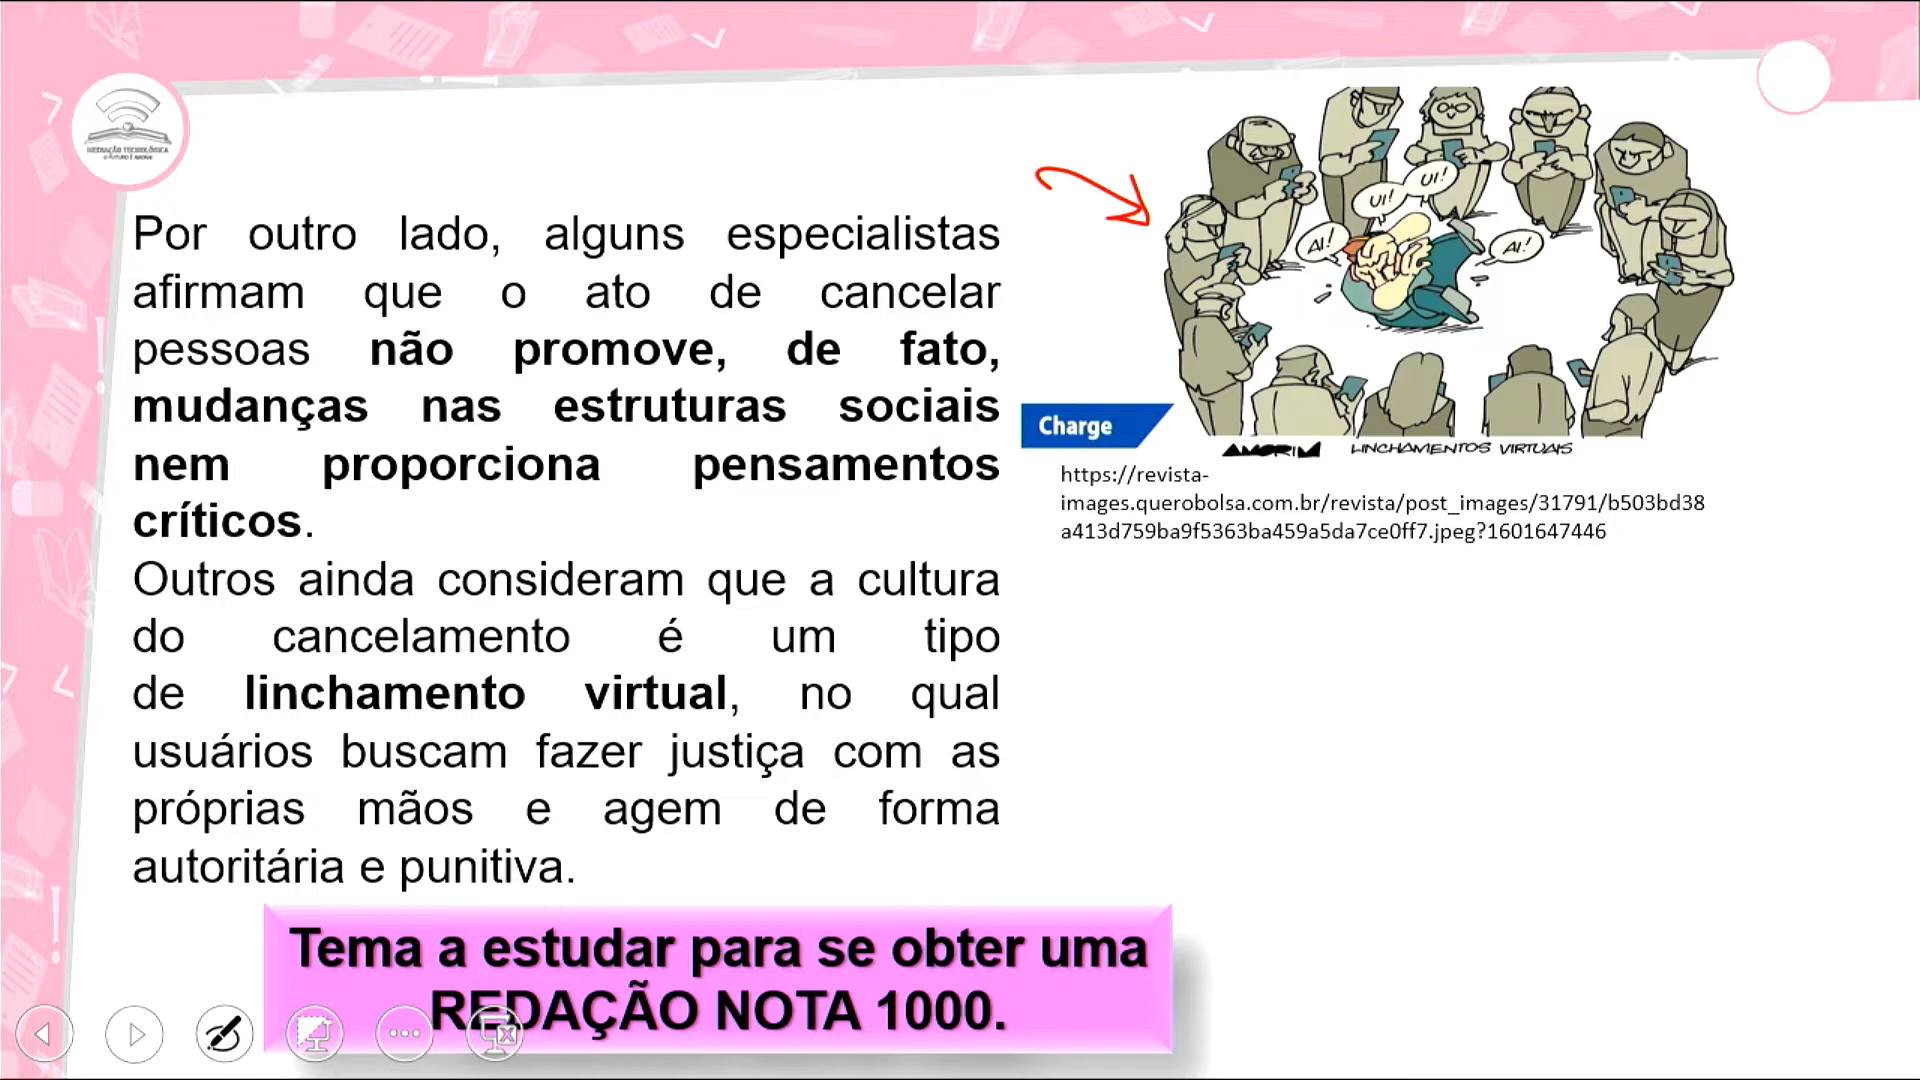 MEDIAÇÃO TECNOLÓGICA
O FUTURO É AGORA!
Por outro lado, alguns especialistas
afirmam que o ato de cancelar
pessoas não promove, de fato,
mudanças nas estruturas sociais
nem proporciona pensamentos
críticos.
Outros ainda consideram que a cultura
do cancelamento é um tipo
de linchamento virtual, no qual
usuários buscam fazer justiça com as
próprias mãos e agem de forma
autoritária e punitiva.
UI!
UI!
AI!
AI!
AMORIM LINCHAMENTOS VIRTUAIS
Charge
https://revista-
images.querobolsa.com.br/revista/post_images/31791/b503bd38
a413d759ba9f5363ba459a5da7ce0ff7.jpeg?1601647446
Tema a estudar para se obter uma
REDAÇÃO NOTA 1000.